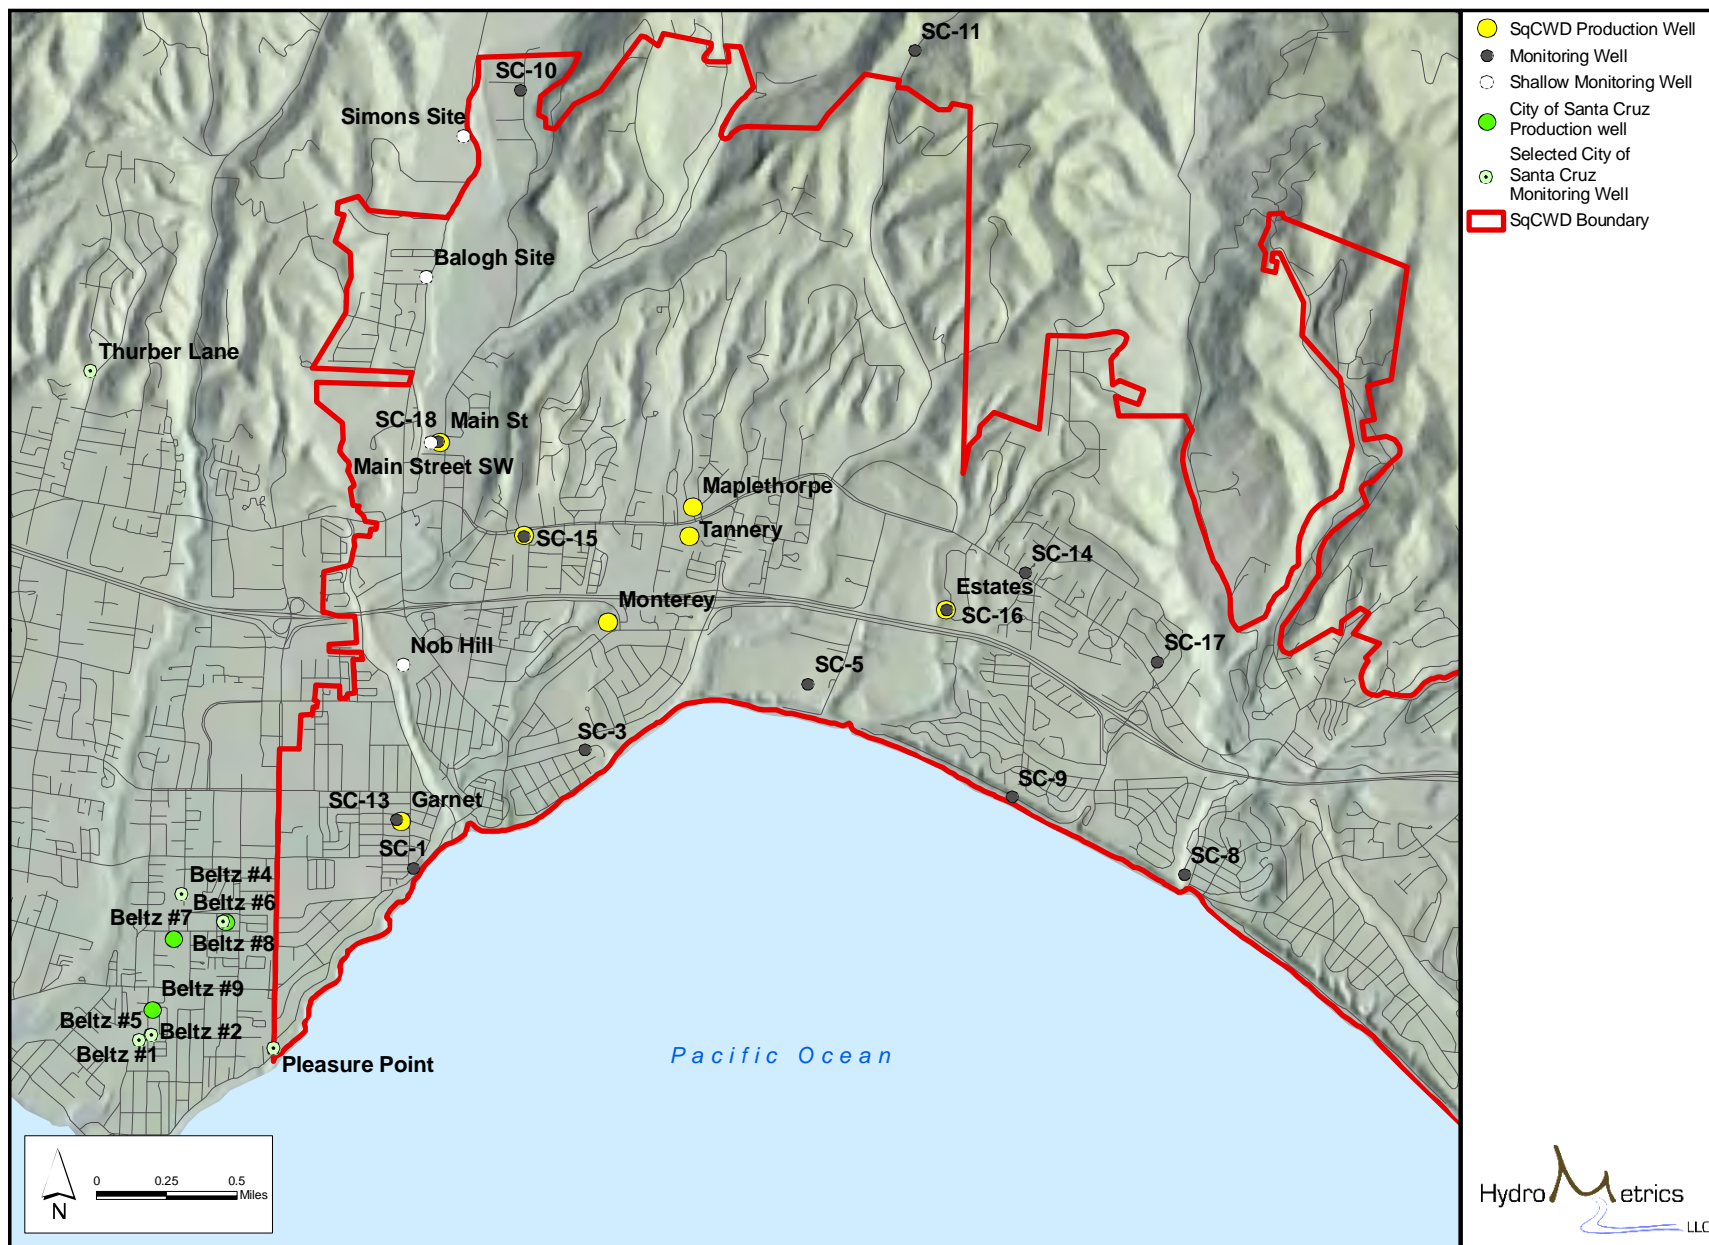 SC-11
SC-10
Simons Site
Balogh Site
Thurber Lane
SC-18
Main St
Main Street SW
Maplethorpe
Tannery
SC-15
SC-14
Estates
SC-16
Monterey
SC-17
Nob Hill
SC-5
SC-3
SC-9
SC-13
Garnet
SC-1
SC-8
Beltz #4
Beltz #6
Beltz #7
Beltz #8
Beltz #9
Beltz #5
Beltz #2
Beltz #1
Pleasure Point
Pacific Ocean
N
0 0.25 0.5
Miles
SqCWD Production Well
Monitoring Well
Shallow Monitoring Well
City of Santa Cruz
Production well
Selected City of
Santa Cruz
Monitoring Well
SqCWD Boundary
HydroMetrics
LLC